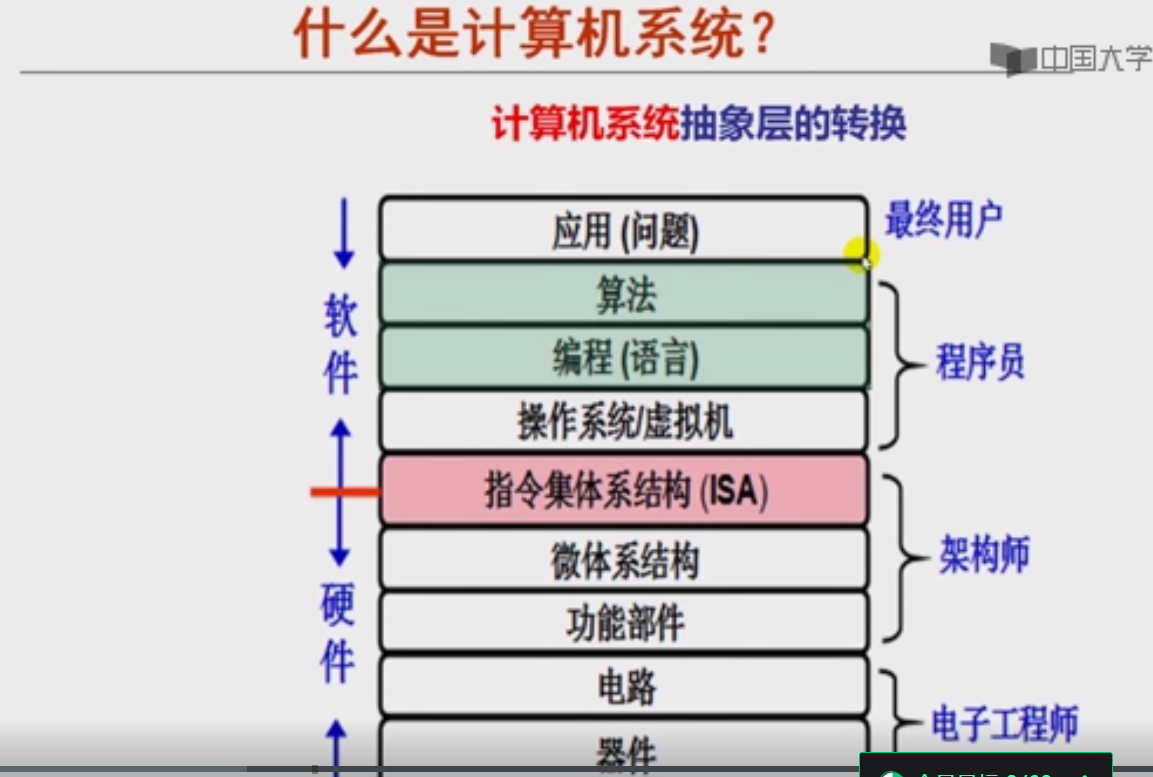 什么是计算机系统?
中国大学
计算机系统抽象层的转换
应用 (问题)
最终用户
算法
编程 (语言)
程序员
操作系统/虚拟机
软件
指令集体系结构 (ISA)
微体系结构
架构师
功能部件
硬件
电路
电子工程师
器件